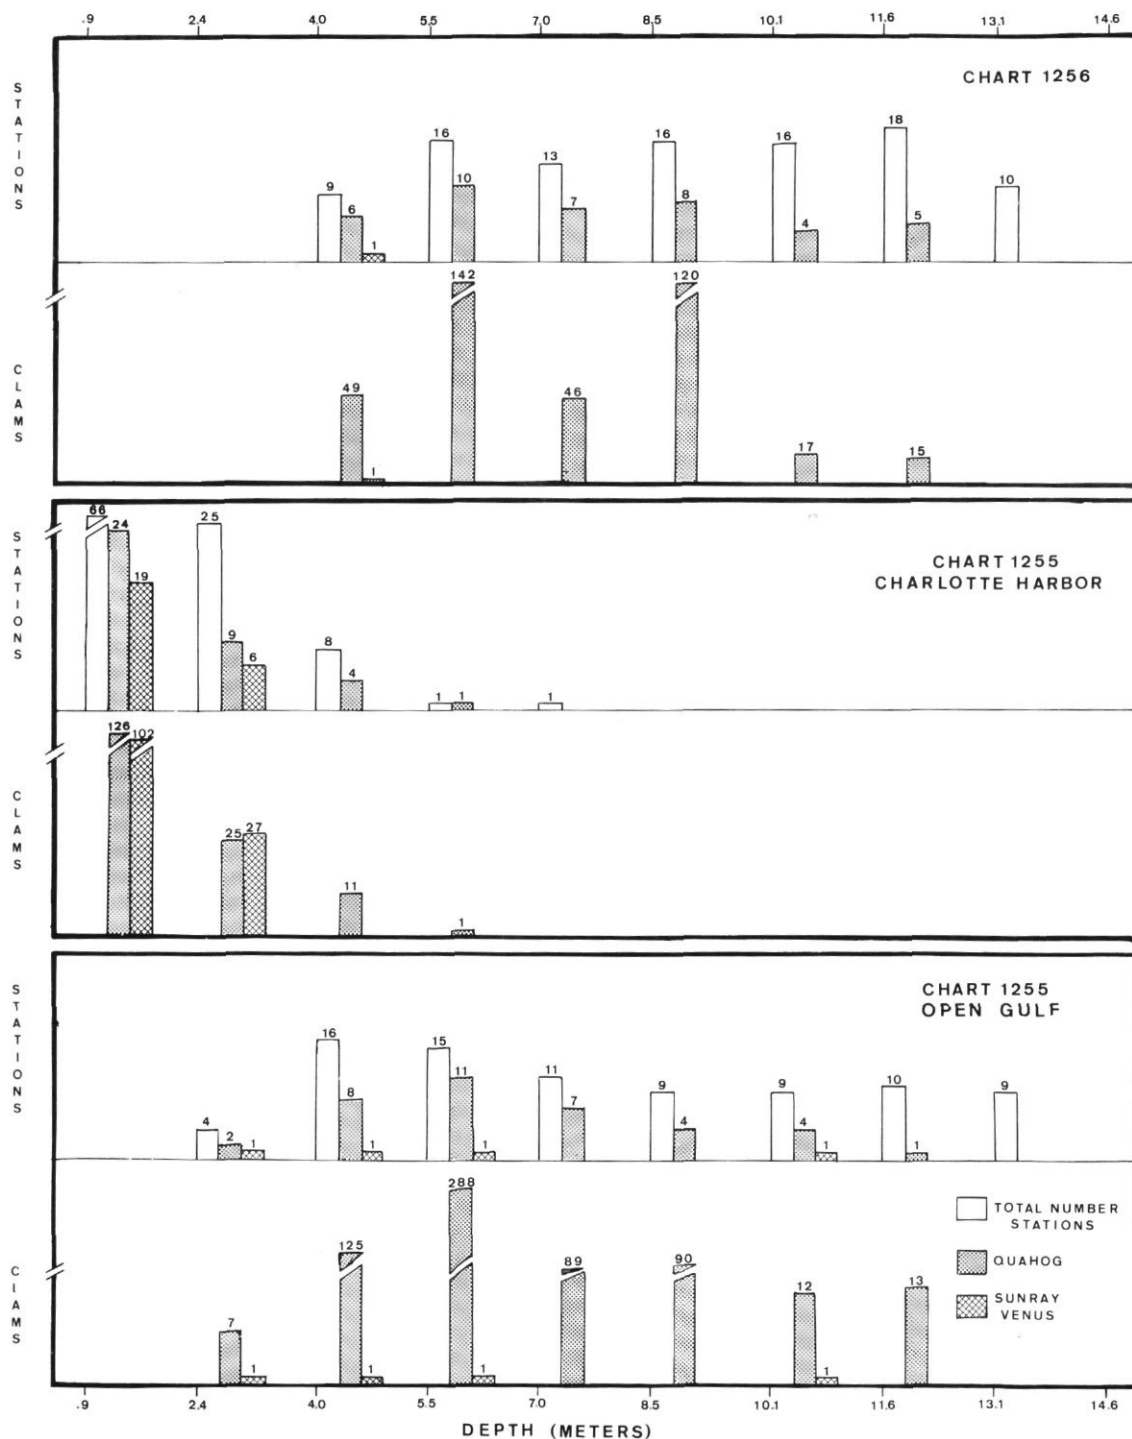 .9 2.4 4.0 5.5 7.0 8.5 10.1 11.6 13.1 14.6
CHART 1256
STATIONS
9 6 1 16 10 13 7 16 8 16 4 18 5 10
CLAMS
49 1 142 46 120 17 15
CHART 1255
CHARLOTTE HARBOR
STATIONS
66 24 19 25 9 6 8 4 1 1 1
CLAMS
126 102 25 27 11 1
CHART 1255
OPEN GULF
STATIONS
4 2 1 16 8 1 15 11 1 11 7 9 4 9 4 1 10 1 9
CLAMS
7 1 125 1 288 1 89 90 12 1 13
TOTAL NUMBER
STATIONS
QUAHOG
SUNRAY
VENUS
.9 2.4 4.0 5.5 7.0 8.5 10.1 11.6 13.1 14.6
DEPTH (METERS)